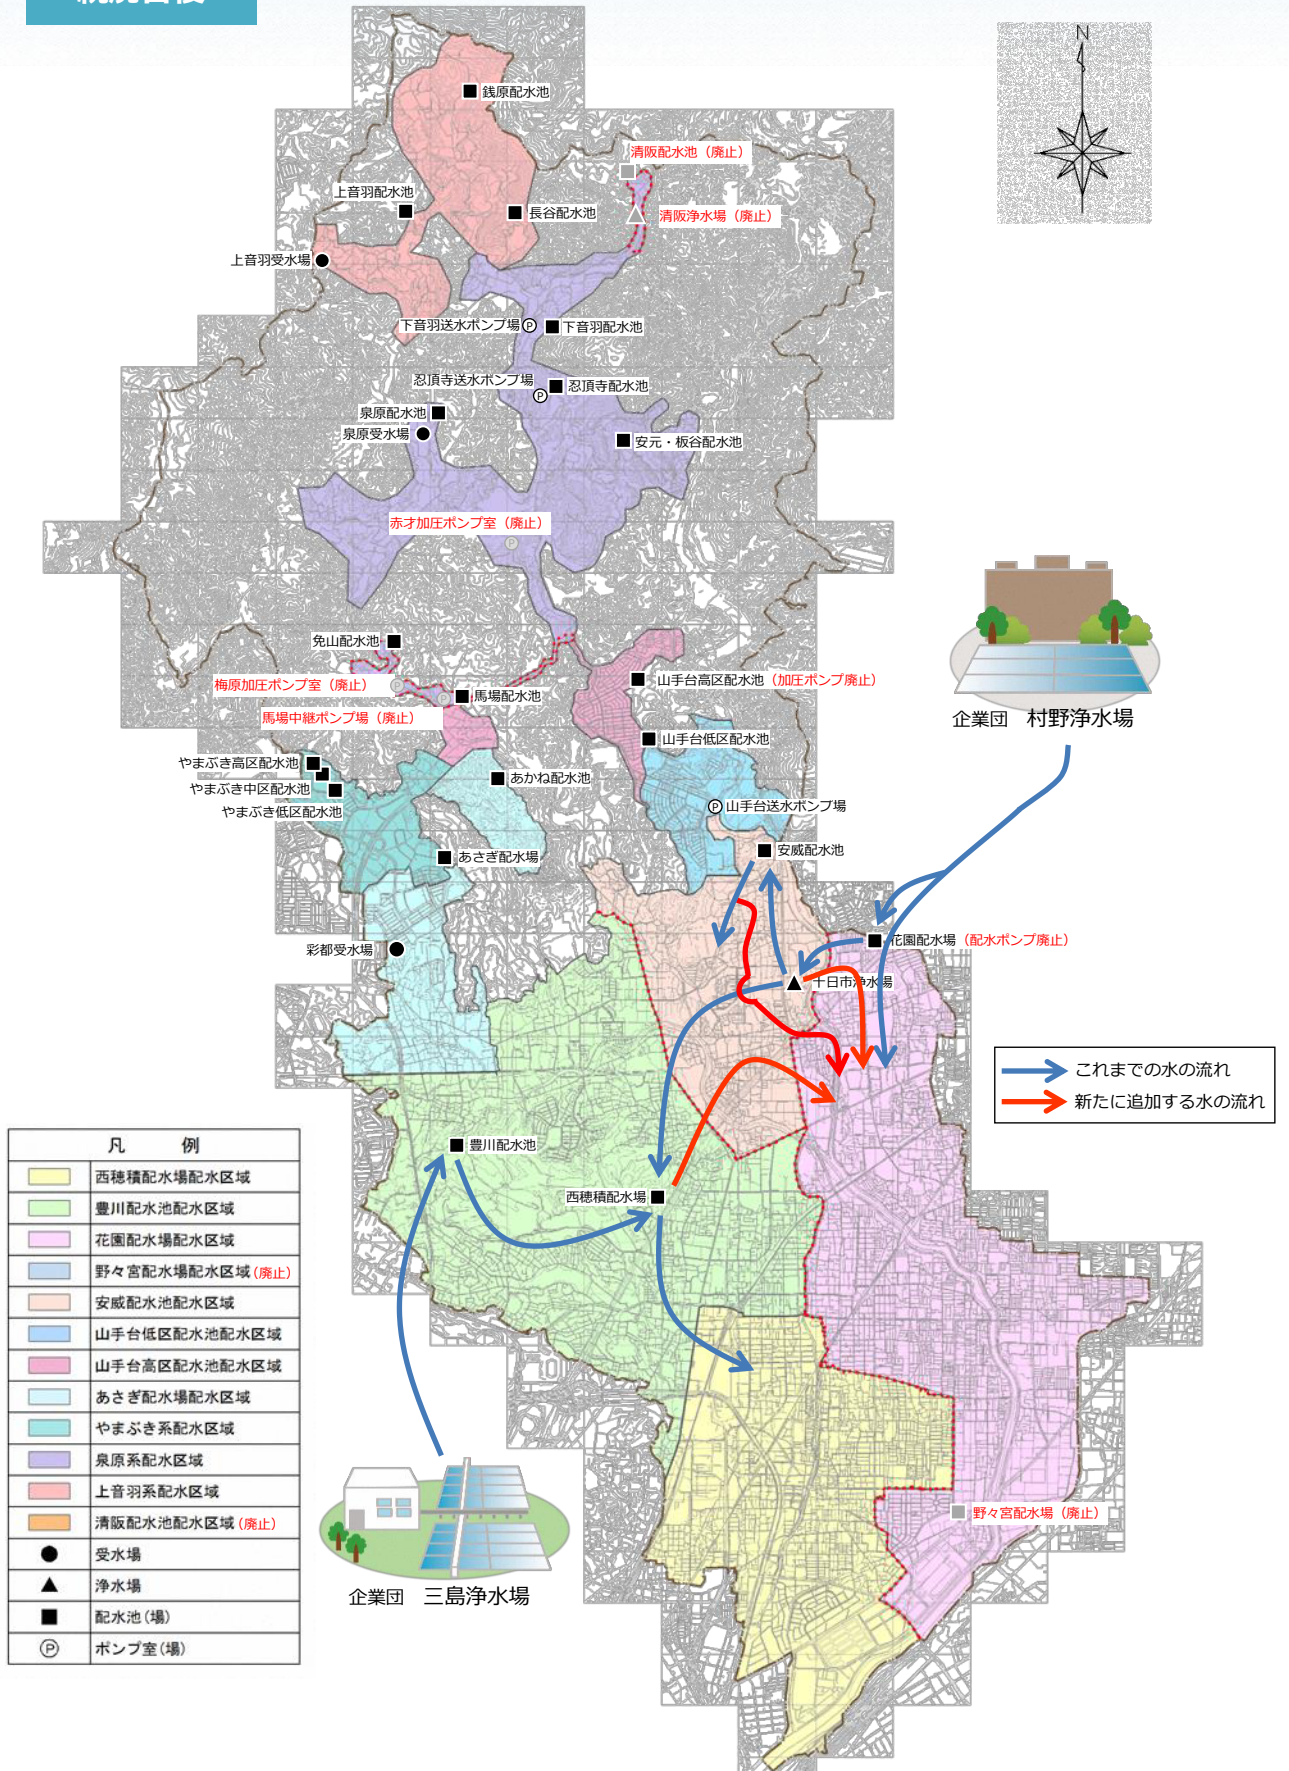 N
銭原配水池
清阪配水池（廃止）
上音羽配水池
長谷配水池
清阪浄水場（廃止）
上音羽受水場
下音羽送水ポンプ場
P
下音羽配水池
忍頂寺送水ポンプ場
P
忍頂寺配水池
泉原配水池
泉原受水場
安元・板谷配水池
赤才加圧ポンプ室（廃止）
P
免山配水池
梅原加圧ポンプ室（廃止）
P
馬場配水池
山手台高区配水池（加圧ポンプ廃止）
馬場中継ポンプ場（廃止）
企業団　村野浄水場
山手台低区配水池
やまぶき高区配水池
やまぶき中区配水池
やまぶき低区配水池
あかね配水池
P
山手台送水ポンプ場
あさぎ配水場
安威配水池
彩都受水場
花園配水場（配水ポンプ廃止）
十日市浄水場
これまでの水の流れ
新たに追加する水の流れ
豊川配水池
西穂積配水場
凡　例
西穂積配水場配水区域
豊川配水池配水区域
花園配水場配水区域
野々宮配水場配水区域(廃止)
安威配水池配水区域
山手台低区配水池配水区域
山手台高区配水池配水区域
あさぎ配水場配水区域
やまぶき系配水区域
泉原系配水区域
上音羽系配水区域
清阪配水池配水区域(廃止)
受水場
浄水場
配水池(場)
P
ポンプ室(場)
野々宮配水場（廃止）
企業団　三島浄水場